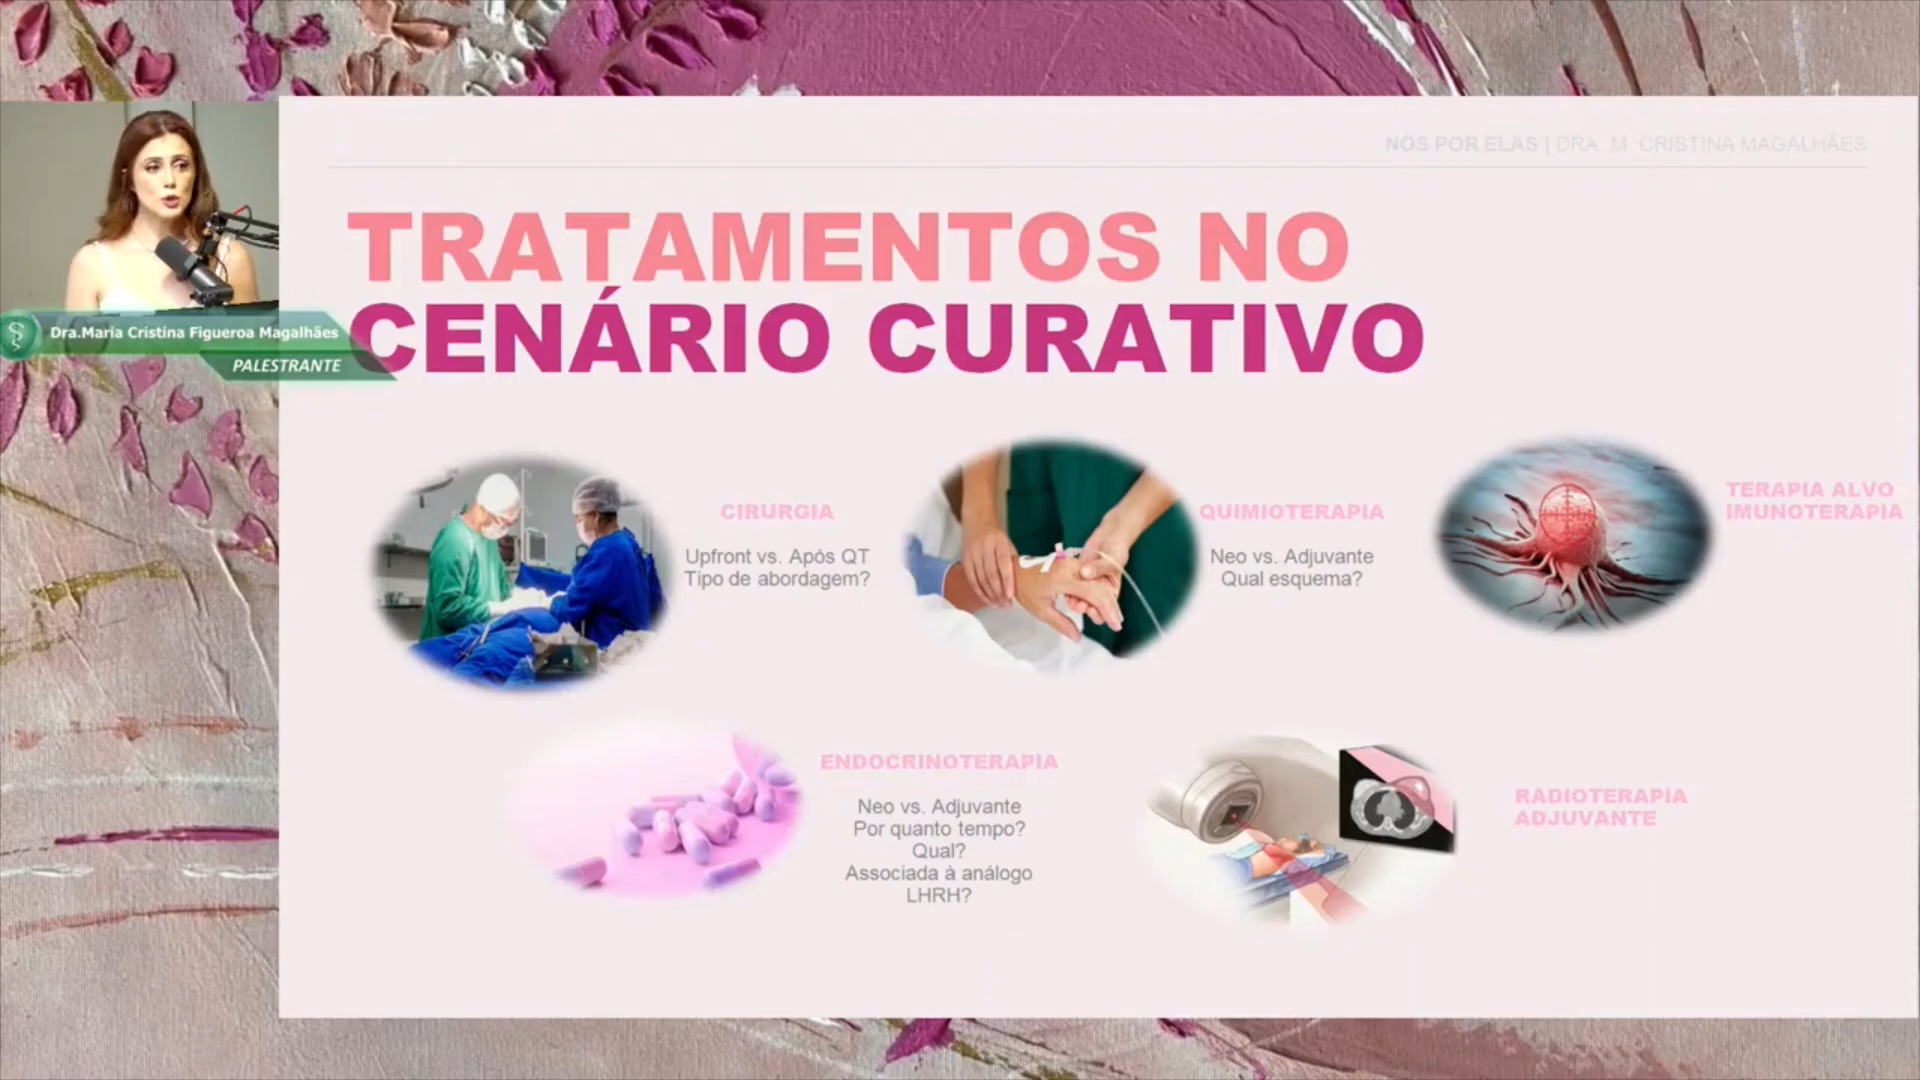 NÓS POR ELAS | DRA. M. CRISTINA MAGALHÃES
TRATAMENTOS NO
CENÁRIO CURATIVO
Dra.Maria Cristina Figueroa Magalhães
PALESTRANTE
CIRURGIA
Upfront vs. Após QT
Tipo de abordagem?
QUIMIOTERAPIA
Neo vs. Adjuvante
Qual esquema?
TERAPIA ALVO
IMUNOTERAPIA
ENDOCRINOTERAPIA
Neo vs. Adjuvante
Por quanto tempo?
Qual?
Associada à análogo
LHRH?
RADIOTERAPIA
ADJUVANTE